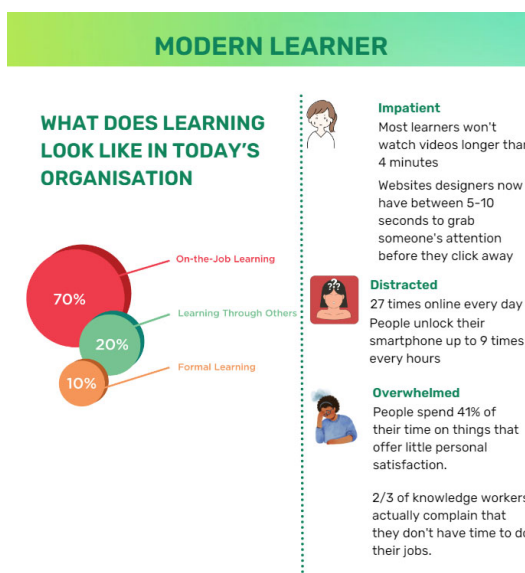 MODERN LEARNER
WHAT DOES LEARNING
LOOK LIKE IN TODAY'S
ORGANISATION
70%
20%
10%
On-the-Job Learning
Learning Through Others
Formal Learning
Impatient
Most learners won't
watch videos longer than
4 minutes
Websites designers now
have between 5-10
seconds to grab
someone's attention
before they click away
??
Distracted
27 times online every day
People unlock their
smartphone up to 9 times
every hours
Overwhelmed
People spend 41% of
their time on things that
offer little personal
satisfaction.
2/3 of knowledge workers
actually complain that
they don't have time to do
their jobs.